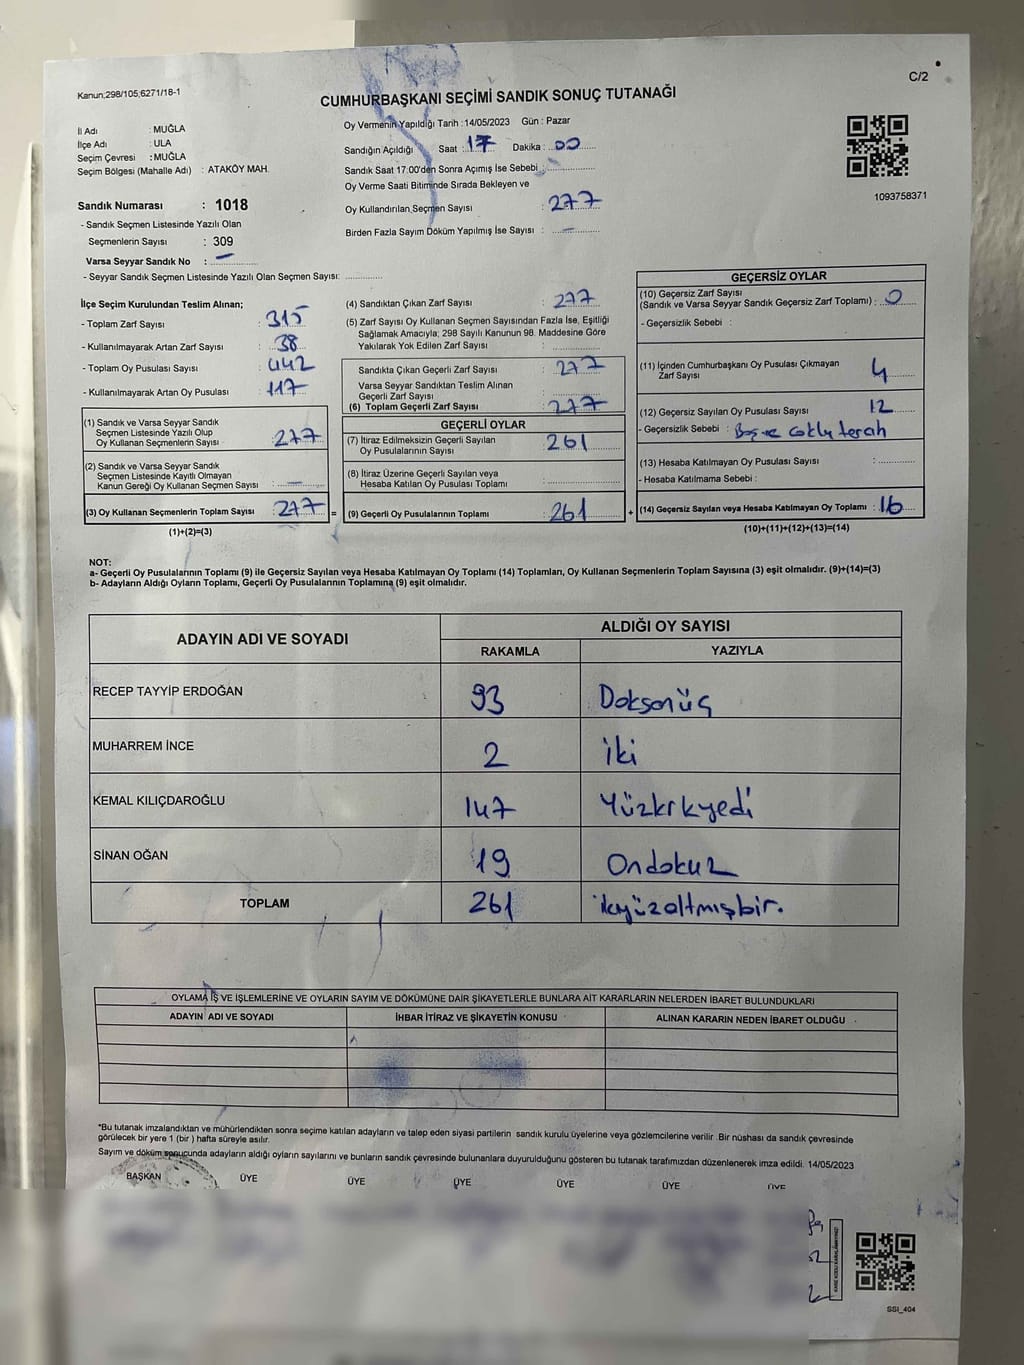 Kanun;298/105;6271/18-1
C/2
CUMHURBAŞKANI SEÇİMİ SANDIK SONUÇ TUTANAĞI
İl Adı : MUĞLA
İlçe Adı : ULA
Seçim Çevresi : MUĞLA
Seçim Bölgesi (Mahalle Adı) : ATAKÖY MAH.
Sandık Numarası : 1018
- Sandık Seçmen Listesinde Yazılı Olan
Seçmenlerin Sayısı : 309
Varsa Seyyar Sandık No : -
- Seyyar Sandık Seçmen Listesinde Yazılı Olan Seçmen Sayısı:
Oy Vermenin Yapıldığı Tarih :14/05/2023 Gün : Pazar
Sandığın Açıldığı Saat : 17 Dakika : 00
Sandık Saat 17:00'den Sonra Açımış İse Sebebi :
Oy Verme Saati Bitiminde Sırada Bekleyen ve
Oy Kullandırılan Seçmen Sayısı : 277
Birden Fazla Sayım Döküm Yapılmış İse Sayısı : -
1093758371
İlçe Seçim Kurulundan Teslim Alınan;
- Toplam Zarf Sayısı : 315
- Kullanılmayarak Artan Zarf Sayısı : 38
- Toplam Oy Pusulası Sayısı : 442
- Kullanılmayarak Artan Oy Pusulası : 117
(1) Sandık ve Varsa Seyyar Sandık
Seçmen Listesinde Yazılı Olup
Oy Kullanan Seçmenlerin Sayısı : 277
(2) Sandık ve Varsa Seyyar Sandık
Seçmen Listesinde Kayıtlı Olmayan
Kanun Gereği Oy Kullanan Seçmen Sayısı : -
(3) Oy Kullanan Seçmenlerin Toplam Sayısı : 277 =
(1)+(2)=(3)
(4) Sandıktan Çıkan Zarf Sayısı : 277
(5) Zarf Sayısı Oy Kullanan Seçmen Sayısından Fazla İse, Eşitliği
Sağlamak Amacıyla; 298 Sayılı Kanunun 98. Maddesine Göre
Yakılarak Yok Edilen Zarf Sayısı :
Sandıkta Çıkan Geçerli Zarf Sayısı : 277
Varsa Seyyar Sandıktan Teslim Alınan
Geçerli Zarf Sayısı :
(6) Toplam Geçerli Zarf Sayısı : 277
GEÇERLİ OYLAR
(7) İtiraz Edilmeksizin Geçerli Sayılan
Oy Pusulalarının Sayısı : 261
(8) İtiraz Üzerine Geçerli Sayılan veya
Hesaba Katılan Oy Pusulası Toplamı :
(9) Geçerli Oy Pusulalarının Toplamı : 261 +
GEÇERSİZ OYLAR
(10) Geçersiz Zarf Sayısı
(Sandık ve Varsa Seyyar Sandık Geçersiz Zarf Toplamı) : 0
- Geçersizlik Sebebi :
(11) İçinden Cumhurbaşkanı Oy Pusulası Çıkmayan
Zarf Sayısı : 4
(12) Geçersiz Sayılan Oy Pusulası Sayısı : 12
- Geçersizlik Sebebi : Boş ve çoklu tercah
(13) Hesaba Katılmayan Oy Pusulası Sayısı :
- Hesaba Katılmama Sebebi :
(14) Geçersiz Sayılan veya Hesaba Katılmayan Oy Toplamı : 16
(10)+(11)+(12)+(13)=(14)
NOT:
a- Geçerli Oy Pusulalarının Toplamı (9) ile Geçersiz Sayılan veya Hesaba Katılmayan Oy Toplamı (14) Toplamları, Oy Kullanan Seçmenlerin Toplam Sayısına (3) eşit olmalıdır. (9)+(14)=(3)
b- Adayların Aldığı Oyların Toplamı, Geçerli Oy Pusulalarının Toplamına (9) eşit olmalıdır.
ADAYIN ADI VE SOYADI ALDIĞI OY SAYISI
RAKAMLA YAZIYLA
RECEP TAYYİP ERDOĞAN 93 Doksonüç
MUHARREM İNCE 2 iki
KEMAL KILIÇDAROĞLU 147 Yüzkrkyedi
SİNAN OĞAN 19 Ondokuz
TOPLAM 261 ikiyüzaltmışbir.
OYLAMA İŞ VE İŞLEMLERİNE VE OYLARIN SAYIM VE DÖKÜMÜNE DAİR ŞİKAYETLERLE BUNLARA AİT KARARLARIN NELERDEN İBARET BULUNDUKLARI
ADAYIN ADI VE SOYADI İHBAR İTİRAZ VE ŞİKAYETİN KONUSU ALINAN KARARIN NEDEN İBARET OLDUĞU
*Bu tutanak imzalandıktan ve mühürlendikten sonra seçime katılan adayların ve talep eden siyasi partilerin sandık kurulu üyelerine veya gözlemcilerine verilir .Bir nüshası da sandık çevresinde
görülecek bir yere 1 (bir ) hafta süreyle asılır.
Sayım ve döküm sonucunda adayların aldığı oyların sayılarını ve bunların sandık çevresinde bulunanlara duyurulduğunu gösteren bu tutanak tarafımızdan düzenlenerek imza edildi. 14/05/2023
BAŞKAN ÜYE ÜYE ÜYE ÜYE ÜYE ÜYE
SSI_404